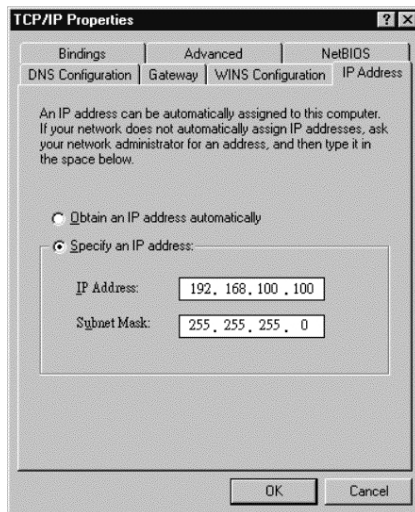 TCP/IP Properties
Bindings Advanced NetBIOS
DNS Configuration Gateway WINS Configuration IP Address
An IP address can be automatically assigned to this computer.
If your network does not automatically assign IP addresses, ask
your network administrator for an address, and then type it in
the space below.
Obtain an IP address automatically
Specify an IP address:
IP Address: 192. 168. 100 .100
Subnet Mask: 255. 255. 255. 0
OK Cancel